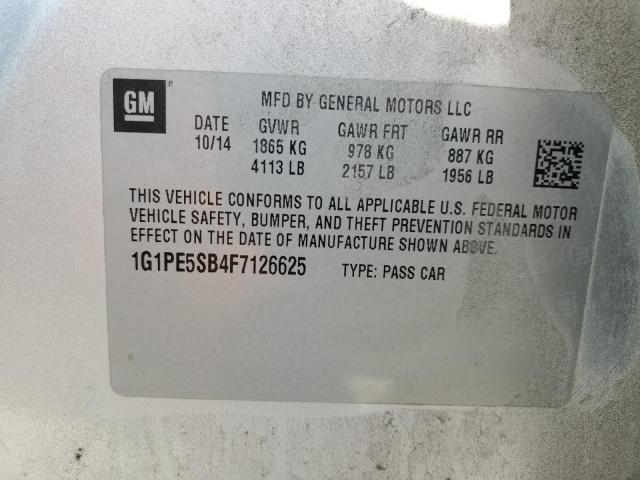 GM
MFD BY GENERAL MOTORS LLC
DATE GVWR GAWR FRT GAWR RR
10/14 1865 KG 978 KG 887 KG
4113 LB 2157 LB 1956 LB
THIS VEHICLE CONFORMS TO ALL APPLICABLE U.S. FEDERAL MOTOR
VEHICLE SAFETY, BUMPER, AND THEFT PREVENTION STANDARDS IN
EFFECT ON THE DATE OF MANUFACTURE SHOWN ABOVE.
1G1PE5SB4F7126625 TYPE: PASS CAR